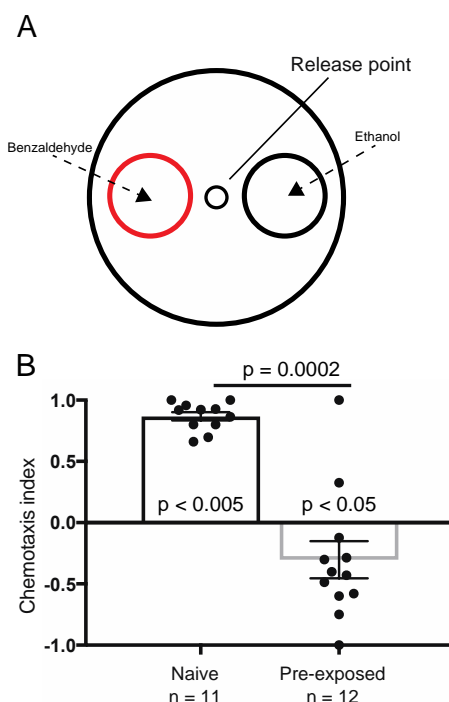 A
Release point
Benzaldehyde
Ethanol
B
p = 0.0002
1.0
0.5
0.0
-0.5
-1.0
Chemotaxis index
p < 0.005
p < 0.05
Naive
n = 11
Pre-exposed
n = 12